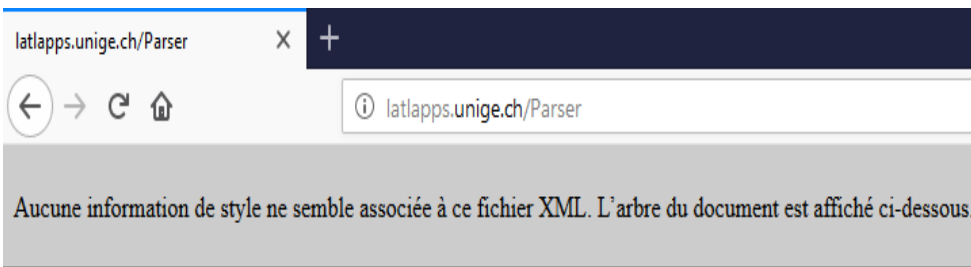 latlapps.unige.ch/Parser
latlapps.unige.ch/Parser
Aucune information de style ne semble associée à ce fichier XML. L’arbre du document est affiché ci-dessous.